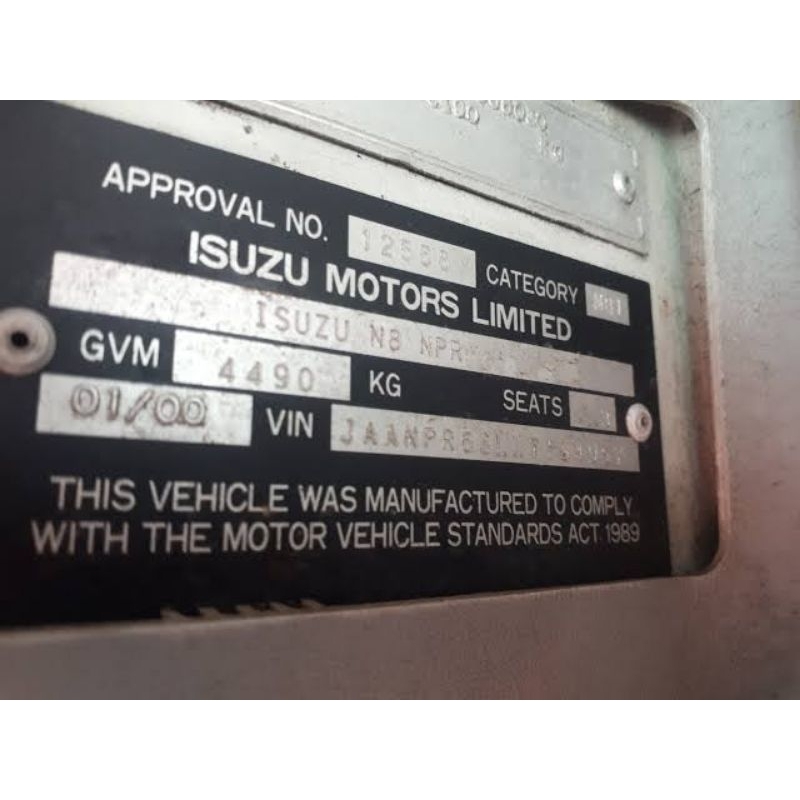 APPROVAL NO. CATEGORY
ISUZU MOTORS LIMITED
ISUZU N8 NPR
GVM 4490 KG SEATS
01/00 VIN
THIS VEHICLE WAS MANUFACTURED TO COMPLY
WITH THE MOTOR VEHICLE STANDARDS ACT 1989